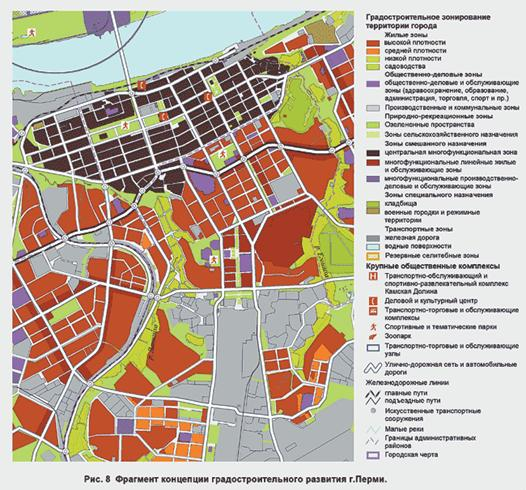 Градостроительное зонирование
территории города
Жилые зоны
высокой плотности
средней плотности
низкой плотности
садоводства
Общественно-деловые зоны
общественно-деловые и обслуживающие
зоны (здравоохранение, образование,
администрация, торговля, спорт и пр.)
Производственные и коммунальные зоны
Природно-рекреационные зоны
Озелененные пространства
Зоны сельскохозяйственного назначения
Зоны смешанного назначения
центральная многофункциональная зона
многофункциональные линейные жилые
и обслуживающие зоны
многофункциональные производственно-
деловые и обслуживающие зоны
Зоны специального назначения
кладбища
военные городки и режимные
территории
Транспортные зоны
железная дорога
водные поверхности
Резервные селитебные зоны
Крупные общественные комплексы
Транспортно-обслуживающий и
спортивно-развлекательный комплекс
Камская Долина
Деловой и культурный центр
Транспортно-торговые и обслуживающие
комплексы
Спортивные и тематические парки
Зоопарк
Транспортно-торговые и обслуживающие
узлы
Улично-дорожная сеть и автомобильные
дороги
Железнодорожные линии
главные пути
подъездные пути
Искусственные транспортные
сооружения
Малые реки
Границы административных
районов
Городская черта
Рис. 8 Фрагмент концепции градостроительного развития г.Перми.